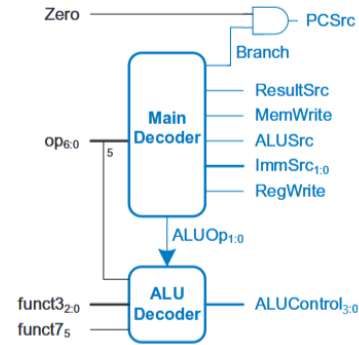 Zero
PCSrc
Branch
ResultSrc
Main
Decoder
MemWrite
op6:0
5
ALUSrc
ImmSrc1:0
RegWrite
ALUOp1:0
funct32:0
ALU
Decoder
ALUControl3:0
funct75